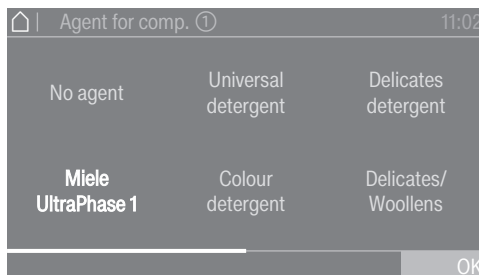 Agent for comp. ① 11:02
No agent
Universal
detergent
Delicates
detergent
Miele
UltraPhase 1
Colour
detergent
Delicates/
Woollens
OK